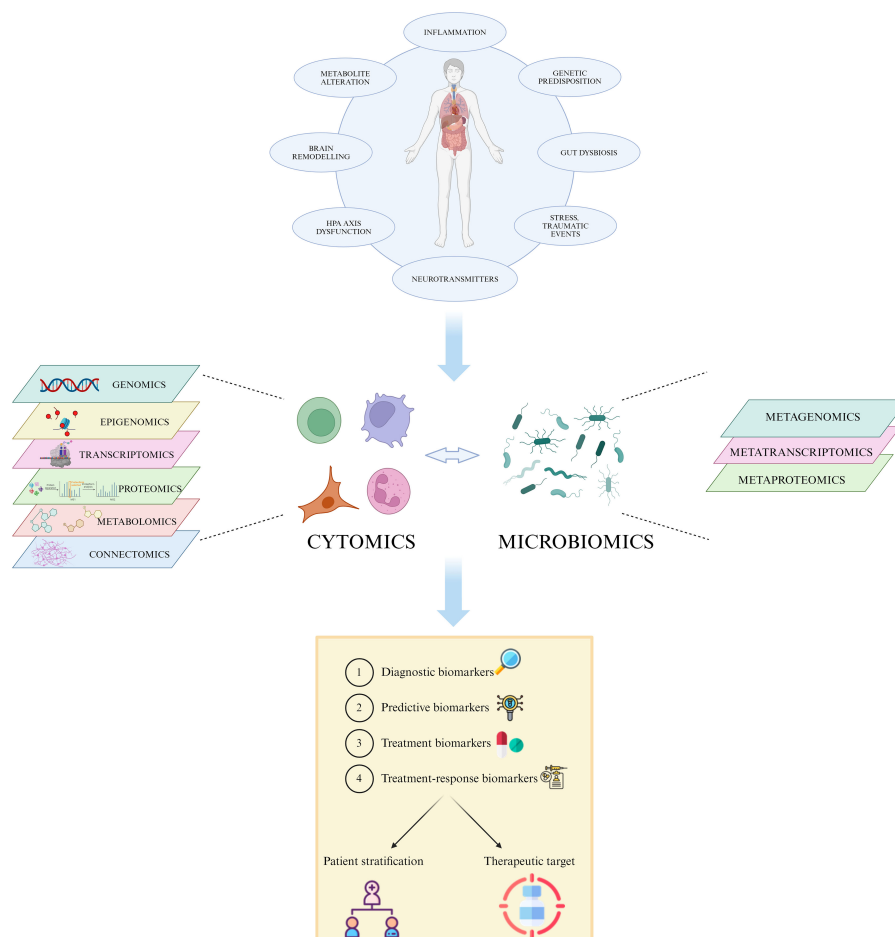 INFLAMMATION
METABOLITE
ALTERATION
GENETIC
PREDISPOSITION
BRAIN
REMODELLING
GUT DYSBIOSIS
HPA AXIS
DYSFUNCTION
STRESS,
TRAUMATIC
EVENTS
NEUROTRANSMITTERS
GENOMICS
EPIGENOMICS
TRANSCRIPTOMICS
PROTEOMICS
METABOLOMICS
CONNECTOMICS
CYTOMICS
MICROBIOMICS
METAGENOMICS
METATRANSCRIPTOMICS
METAPROTEOMICS
1 Diagnostic biomarkers
2 Predictive biomarkers
3 Treatment biomarkers
4 Treatment-response biomarkers
Patient stratification
Therapeutic target